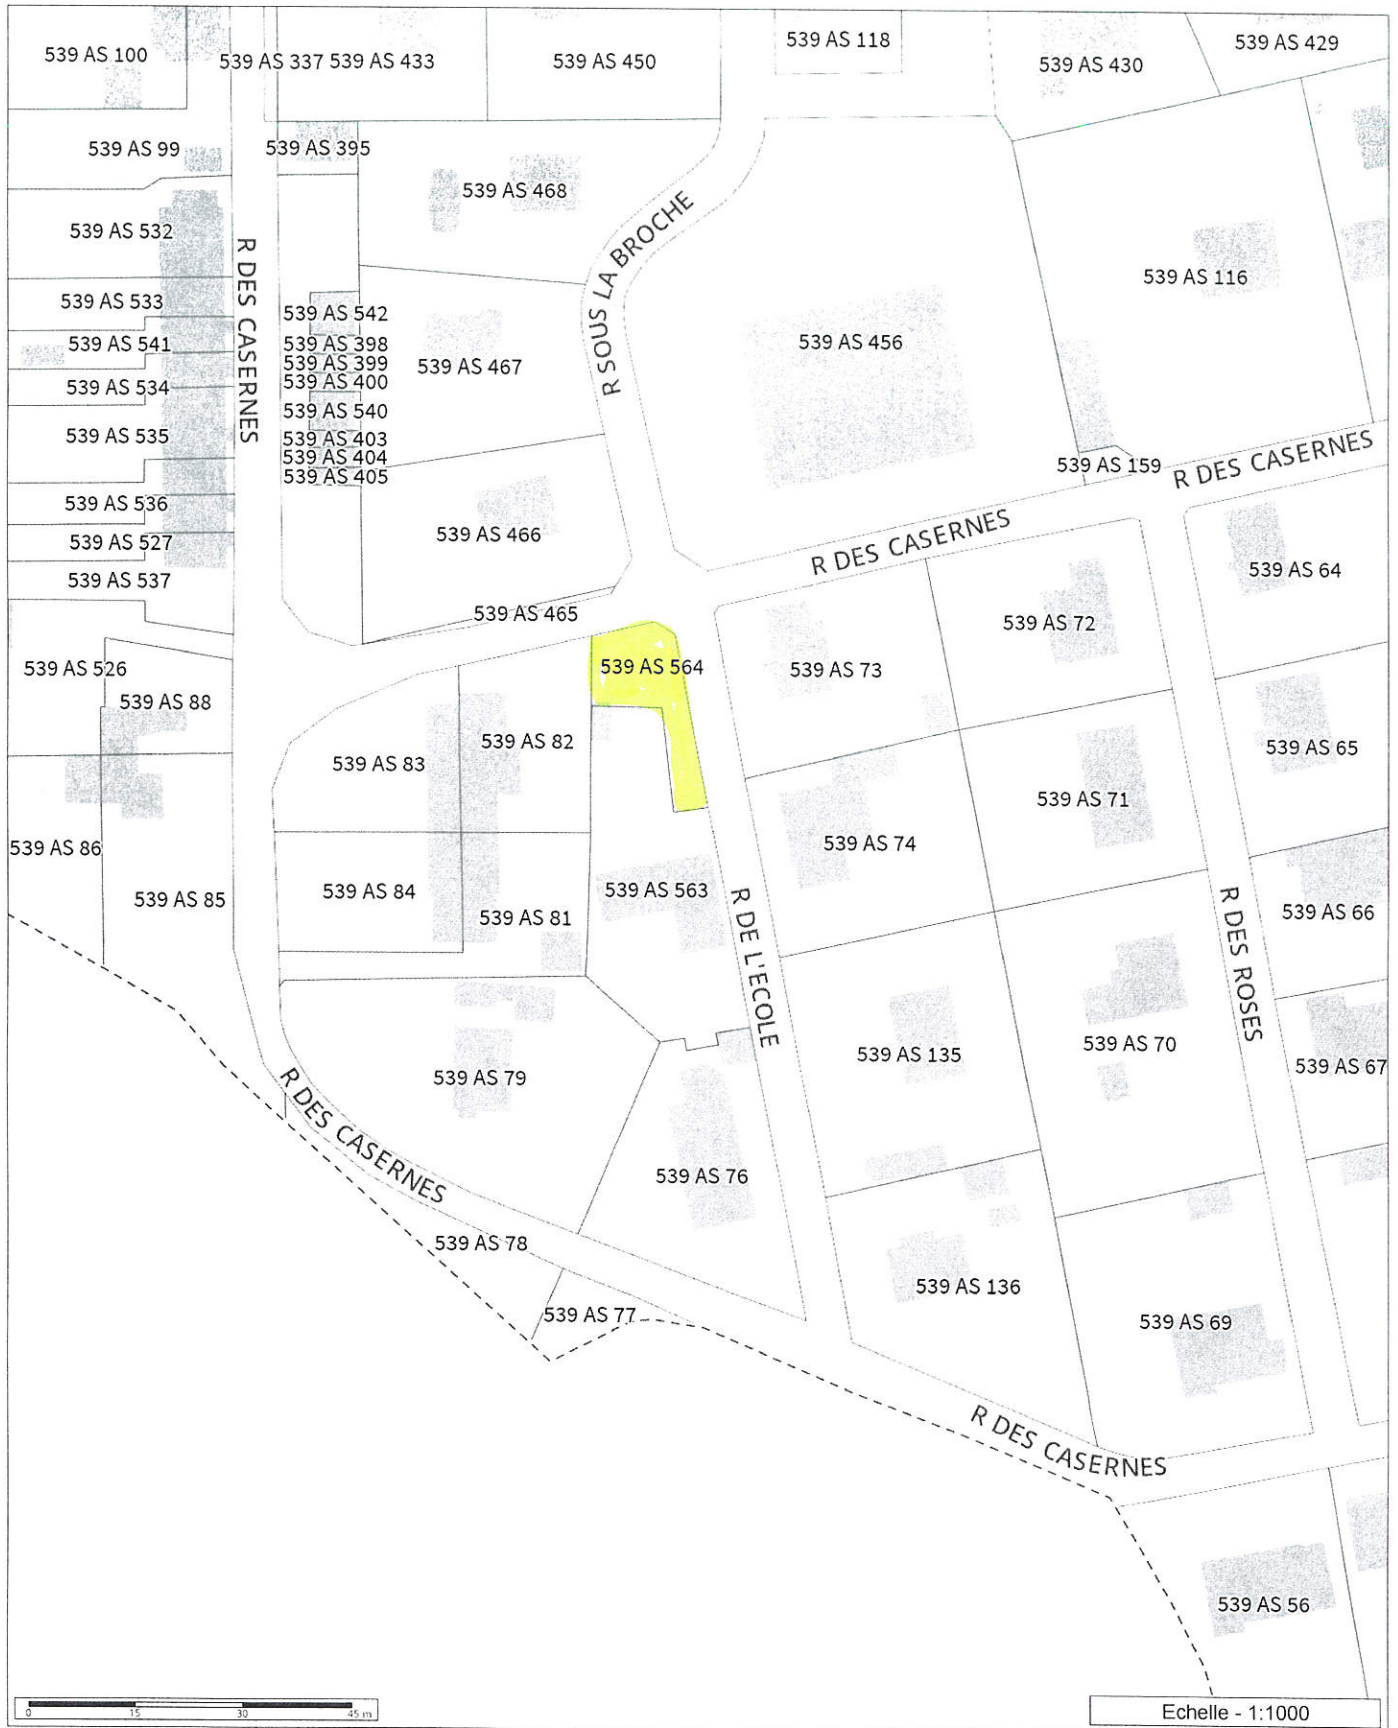 539 AS 100
539 AS 337
539 AS 433
539 AS 450
539 AS 118
539 AS 430
539 AS 429
539 AS 99
539 AS 395
539 AS 468
539 AS 532
R SOUS LA BROCHE
539 AS 116
R DES CASERNES
539 AS 533
539 AS 542
539 AS 541
539 AS 398
539 AS 456
539 AS 399
539 AS 467
539 AS 534
539 AS 400
539 AS 540
539 AS 535
539 AS 403
539 AS 404
539 AS 405
539 AS 159
R DES CASERNES
539 AS 536
539 AS 466
539 AS 527
R DES CASERNES
539 AS 537
539 AS 64
539 AS 465
539 AS 72
539 AS 526
539 AS 564
539 AS 73
539 AS 88
539 AS 82
539 AS 65
539 AS 83
539 AS 71
539 AS 86
539 AS 74
539 AS 85
539 AS 84
539 AS 563
539 AS 81
539 AS 66
R DE L'ECOLE
R DES ROSES
539 AS 135
539 AS 70
539 AS 67
539 AS 79
R DES CASERNES
539 AS 76
539 AS 78
539 AS 136
539 AS 77
539 AS 69
R DES CASERNES
539 AS 56
0 15 30 45 m
Echelle - 1:1000